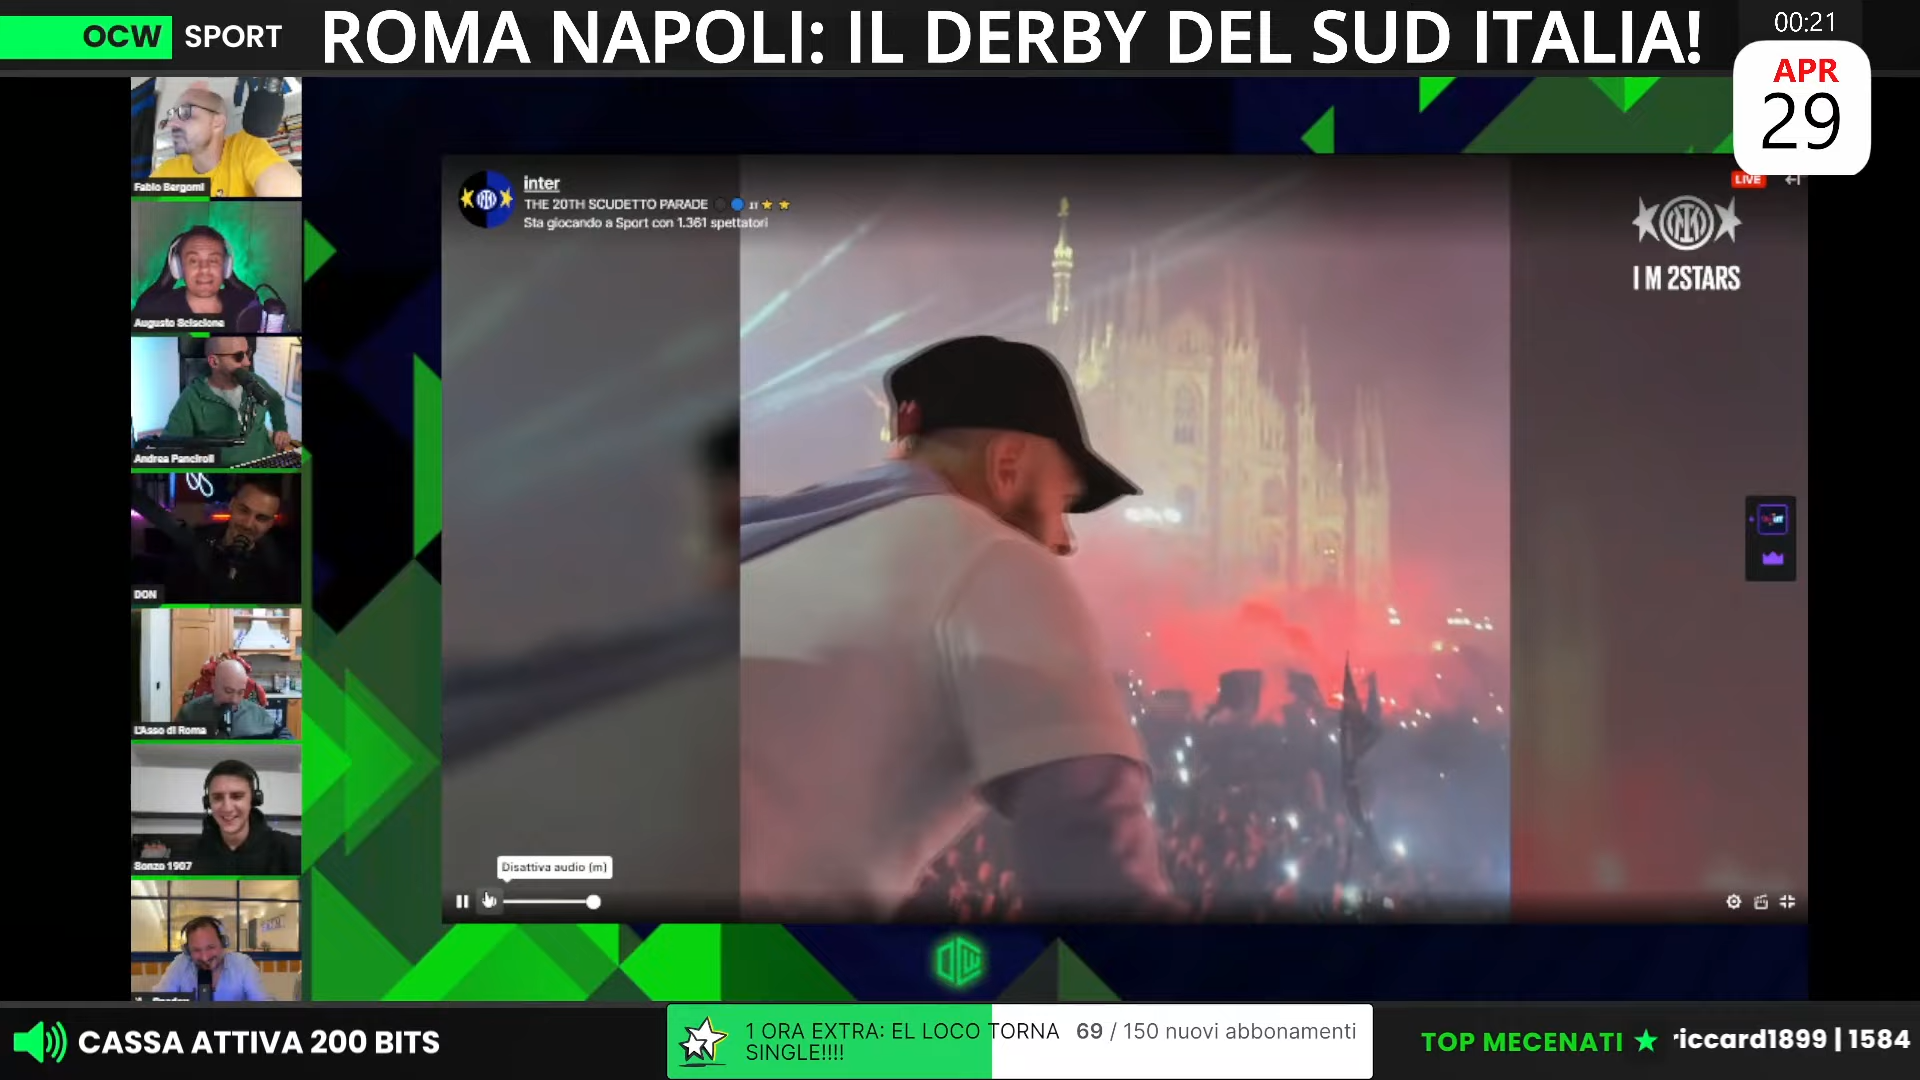 OCW SPORT
ROMA NAPOLI: IL DERBY DEL SUD ITALIA!
00:21
APR
29
Fabio Bergomi
Augusto Sciscione
Andrea Panciroli
DON
L'Asso di Roma
Sonzo 1907
inter
THE 20TH SCUDETTO PARADE
Sta giocando a Sport con 1.361 spettatori
LIVE
I M 2STARS
Disattiva audio (m)
CASSA ATTIVA 200 BITS
1 ORA EXTRA: EL LOCO TORNA
SINGLE!!!!
69 / 150 nuovi abbonamenti
TOP MECENATI
riccard1899 | 1584